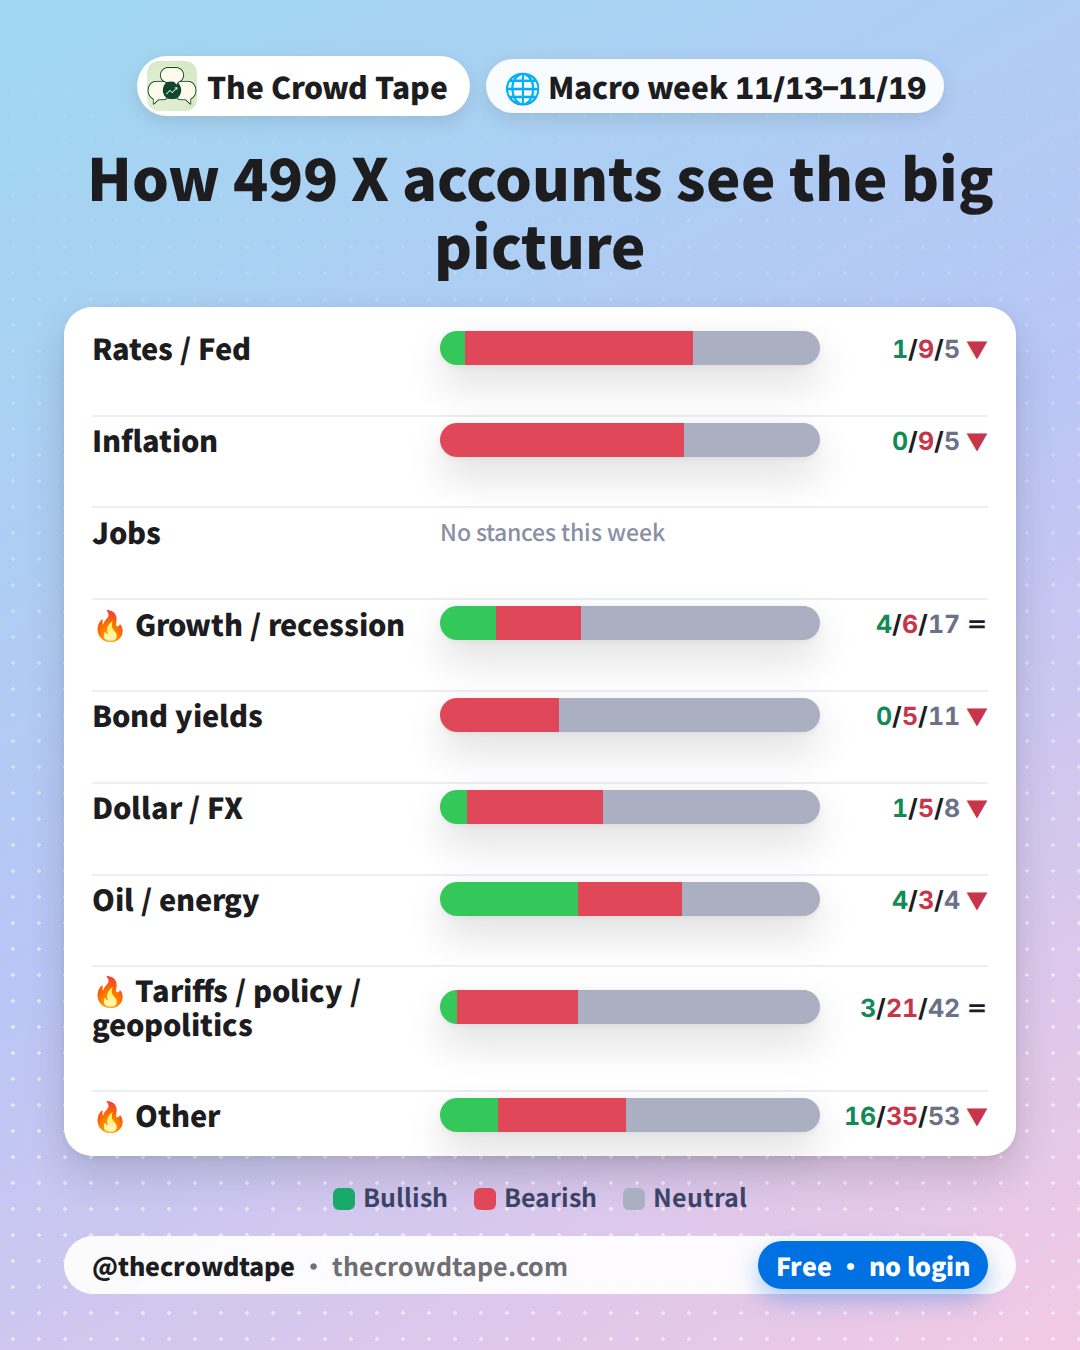 The Crowd Tape
Macro week 11/13–11/19
How 499 X accounts see the big
picture
Rates / Fed
1/9/5 ▼
Inflation
0/9/5 ▼
Jobs
No stances this week
🔥 Growth / recession
4/6/17 =
Bond yields
0/5/11 ▼
Dollar / FX
1/5/8 ▼
Oil / energy
4/3/4 ▼
🔥 Tariffs / policy /
geopolitics
3/21/42 =
🔥 Other
16/35/53 ▼
Bullish Bearish Neutral
@thecrowdtape • thecrowdtape.com
Free • no login